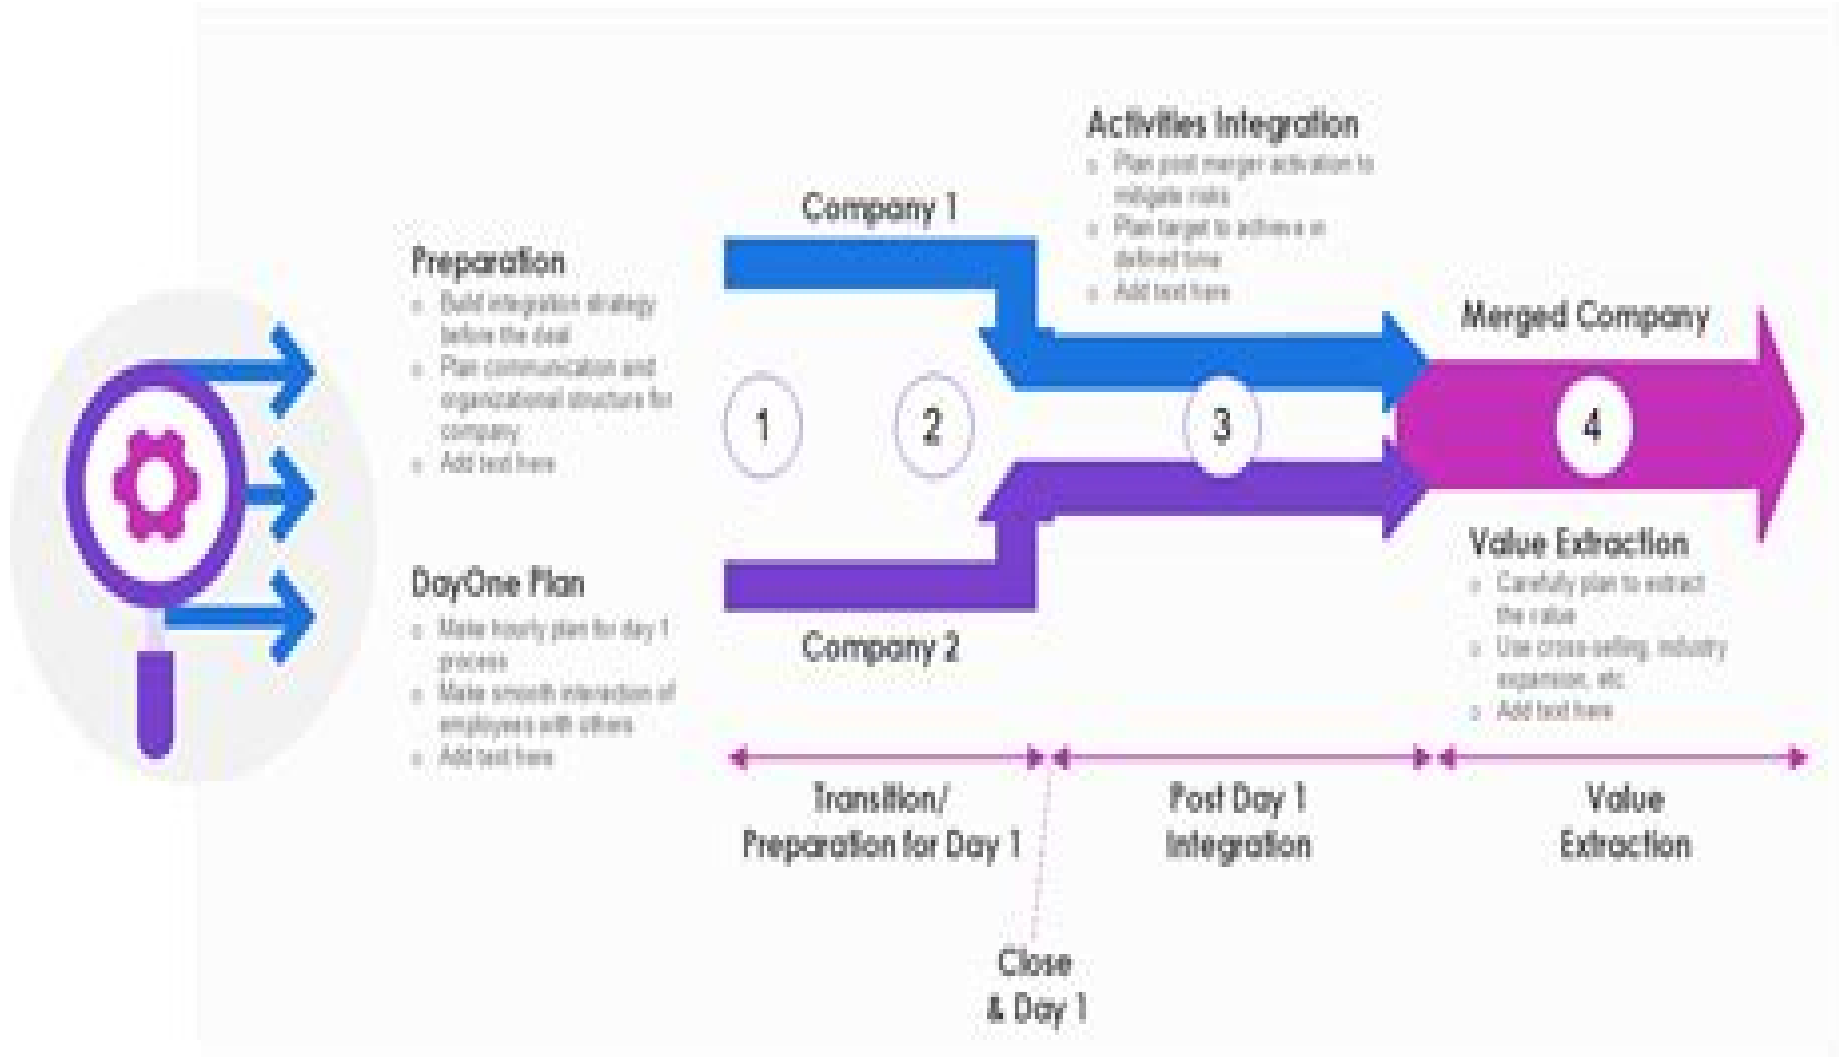 Preparation
Build integration strategy
before the deal
Plan communication and
organizational structure for
company
Add text here
DayOne Plan
Make hourly plan for day 1
process
Make smooth interaction of
employees with others
Add text here
Company 1
1
2
Company 2
Activities Integration
Plan post merger activation to
mitigate risks
Plan target to achieve in
defined time
Add text here
3
Merged Company
4
Value Extraction
Carefully plan to extract
the value
Use cross-selling, industry
expansion, etc
Add text here
Transition/
Preparation for Day 1
Post Day 1
Integration
Value
Extraction
Close
& Day 1